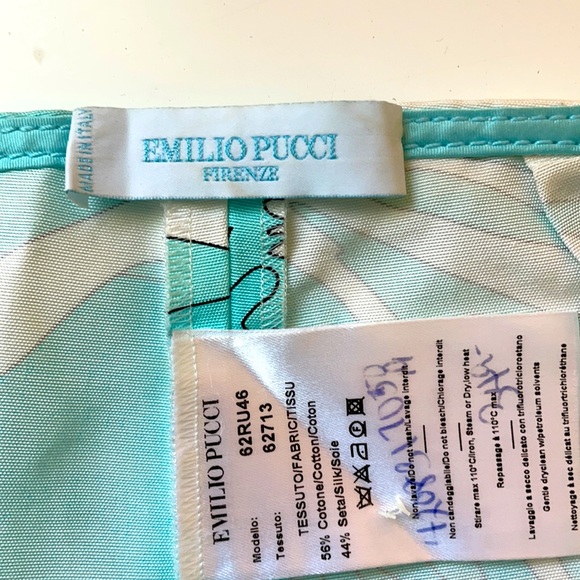 MADE IN ITALY
EMILIO PUCCI
FIRENZE
EMILIO PUCCI
Modello: 62RU46
Tessuto: 62713
TESSUTO/FABRIC/TISSU
56% Cotone/Cotton/Coton
44% Seta/Silk/Soie
Non lavare/Do not wash/Lavage interdit
Non candeggiabile/Do not bleach/Chlorage interdit
Stirare max 110°C/Iron, Steam or Dry,low heat
Repassage à 110°C max
Lavaggio a secco delicato con trifluorotricloroetano
Gentle dryclean w/petroleum solvents
Nettoyage à sec délicat au trifluorotrichloréthane